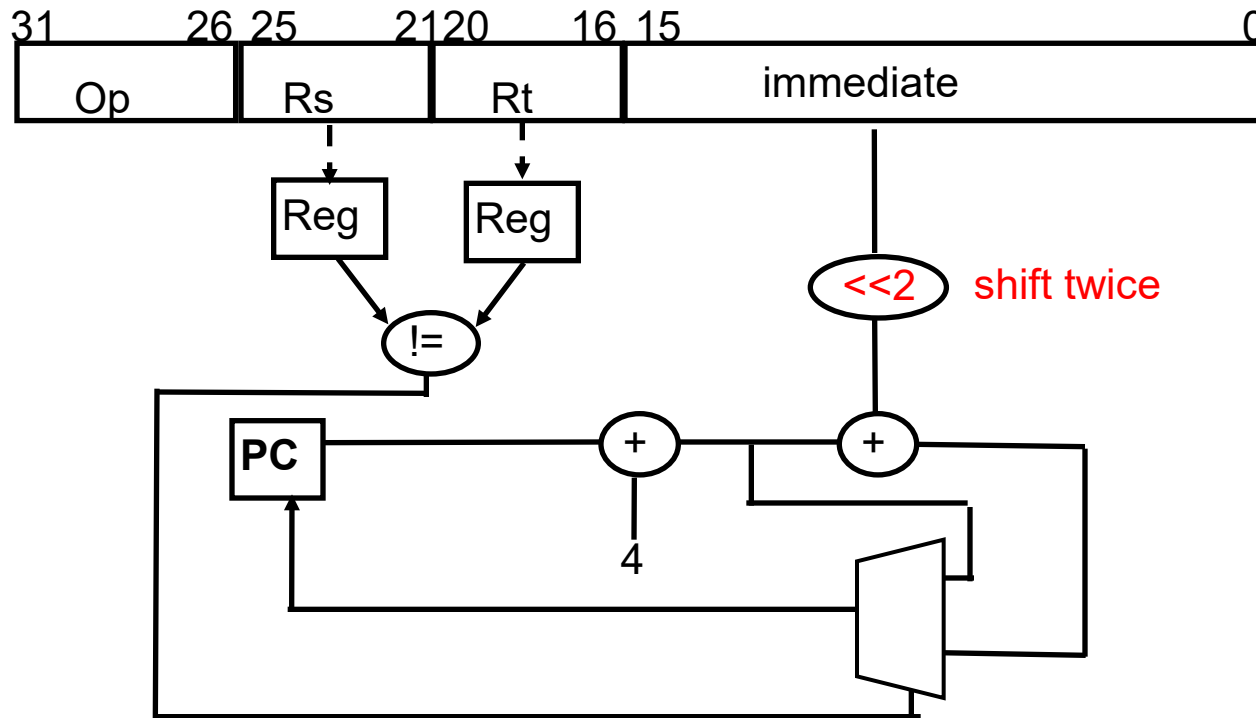 31 26 25 21 20 16 15 0
Op Rs Rt immediate
Reg Reg
<<2 shift twice
!=
PC + +
4